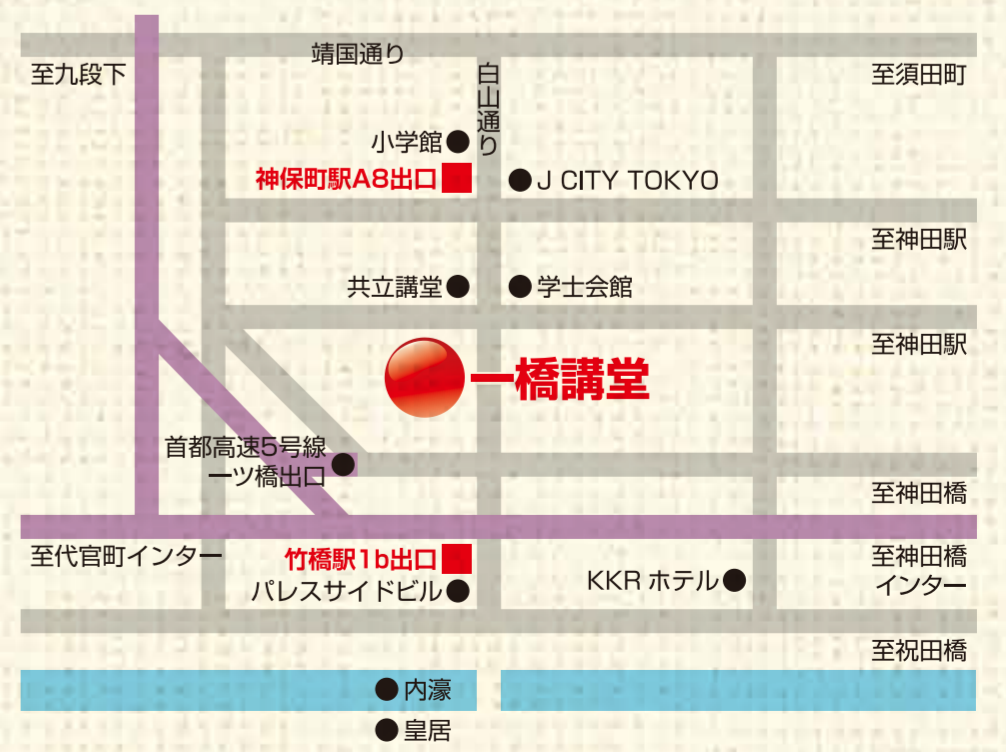 靖国通り
至九段下
白山通り
至須田町
小学館
神保町駅A8出口
J CITY TOKYO
至神田駅
共立講堂
学士会館
至神田駅
一橋講堂
首都高速5号線
一ツ橋出口
至神田橋
至代官町インター
竹橋駅1b出口
至神田橋
インター
パレスサイドビル
KKR ホテル
至祝田橋
内濠
皇居